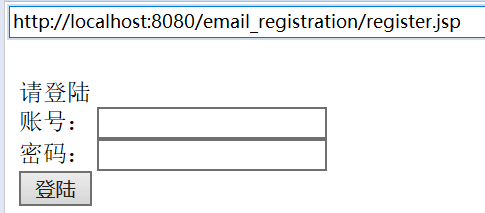 http://localhost:8080/email_registration/register.jsp
请登陆
账号：
密码：
登陆